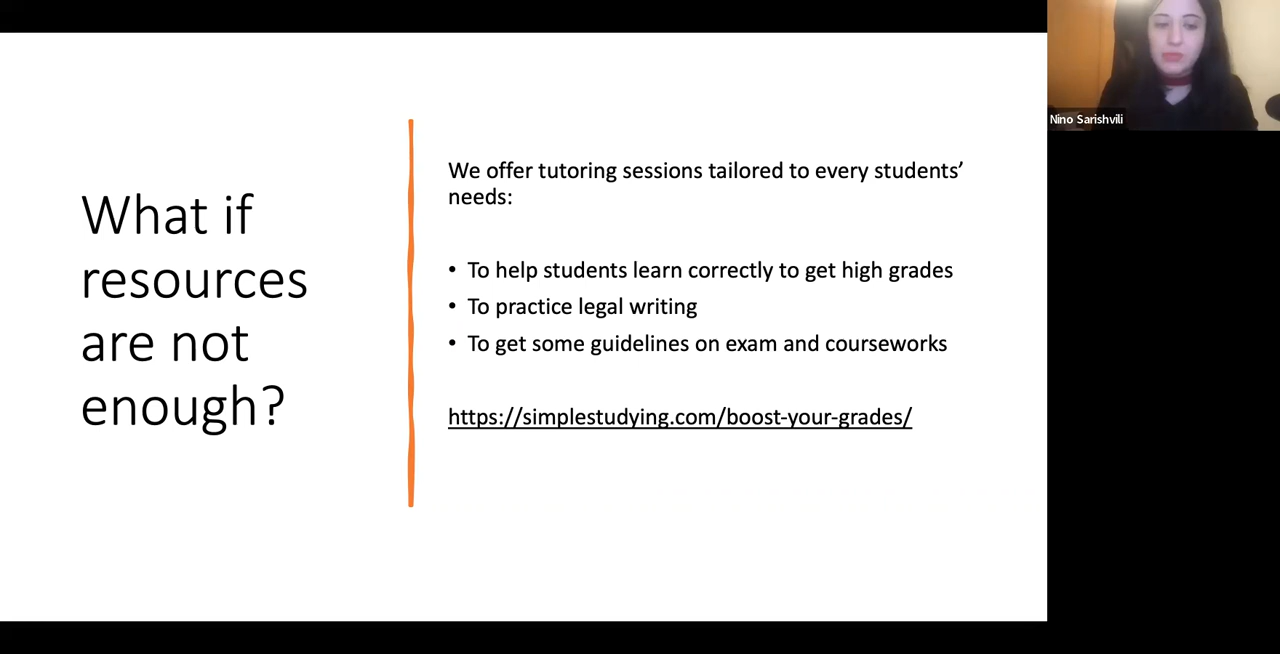 What if
resources
are not
enough?
We offer tutoring sessions tailored to every students’
needs:
• To help students learn correctly to get high grades
• To practice legal writing
• To get some guidelines on exam and courseworks
https://simplestudying.com/boost-your-grades/
Nino Sarishvili